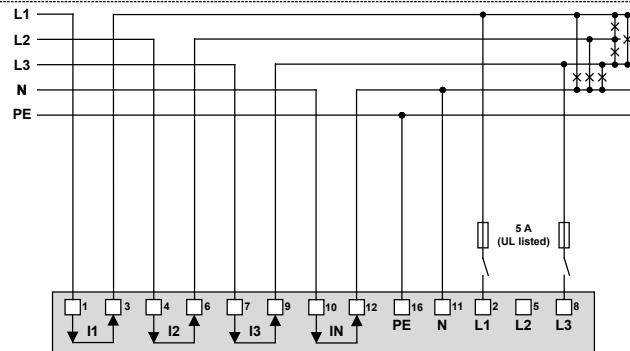 L1
L2
L3
N
PE
5 A
(UL listed)
1 3 4 6 7 9 10 12 16 11 2 5 8
I1 I2 I3 IN PE N L1 L2 L3